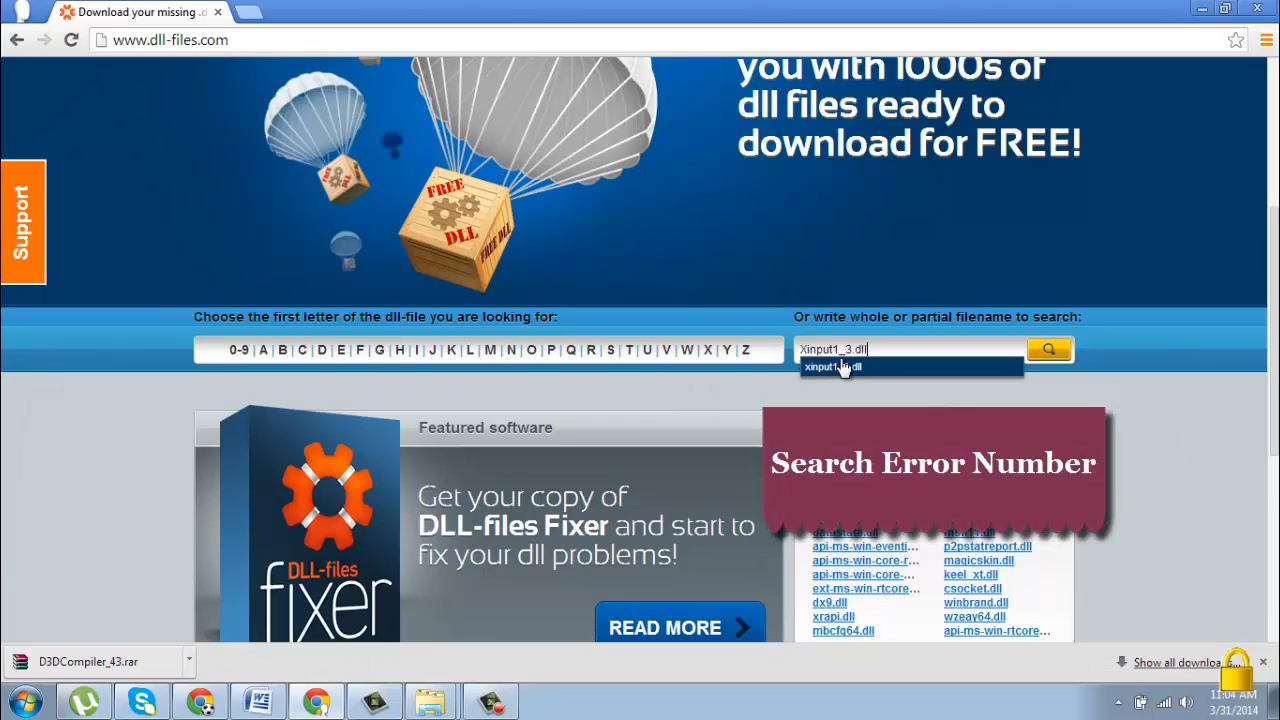 Download your missing .d
www.dll-files.com
you with 1000s of
dll files ready to
download for FREE!
FREE
DLL
FREE DLL
FREE
DLL
Support
Choose the first letter of the dll-file you are looking for:
Or write whole or partial filename to search:
0-9 | A | B | C | D | E | F | G | H | I | J | K | L | M | N | O | P | Q | R | S | T | U | V | W | X | Y | Z
Xinput1_3.dll
Featured software
Search Error Number
Get your copy of
DLL-files Fixer and start to
fix your dll problems!
DLL-files
fixer
READ MORE
api-ms-win-eventi...
p2pstatreport.dll
api-ms-win-core-r...
magicskin.dll
api-ms-win-core-...
keel_xt.dll
ext-ms-win-rtcore...
csocket.dll
dx9.dll
winbrand.dll
xrapi.dll
wzeay64.dll
mbcfq64.dll
api-ms-win-rtcore...
D3DCompiler_43.rar
Show all downloa
11:04 AM
3/31/2014